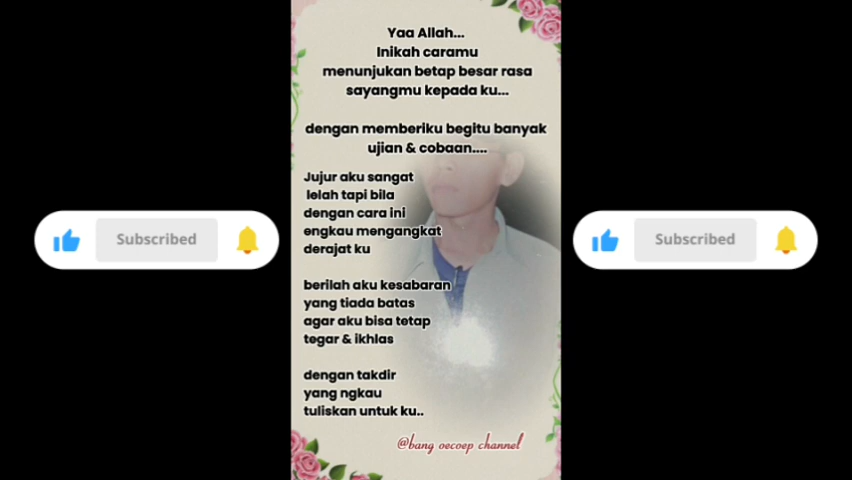 Yaa Allah...
Inikah caramu
menunjukan betap besar rasa
sayangmu kepada ku...
dengan memberiku begitu banyak
ujian & cobaan....
Jujur aku sangat
lelah tapi bila
dengan cara ini
engkau mengangkat
derajat ku
berilah aku kesabaran
yang tiada batas
agar aku bisa tetap
tegar & ikhlas
dengan takdir
yang ngkau
tuliskan untuk ku..
@bang oecoep channel
Subscribed
Subscribed